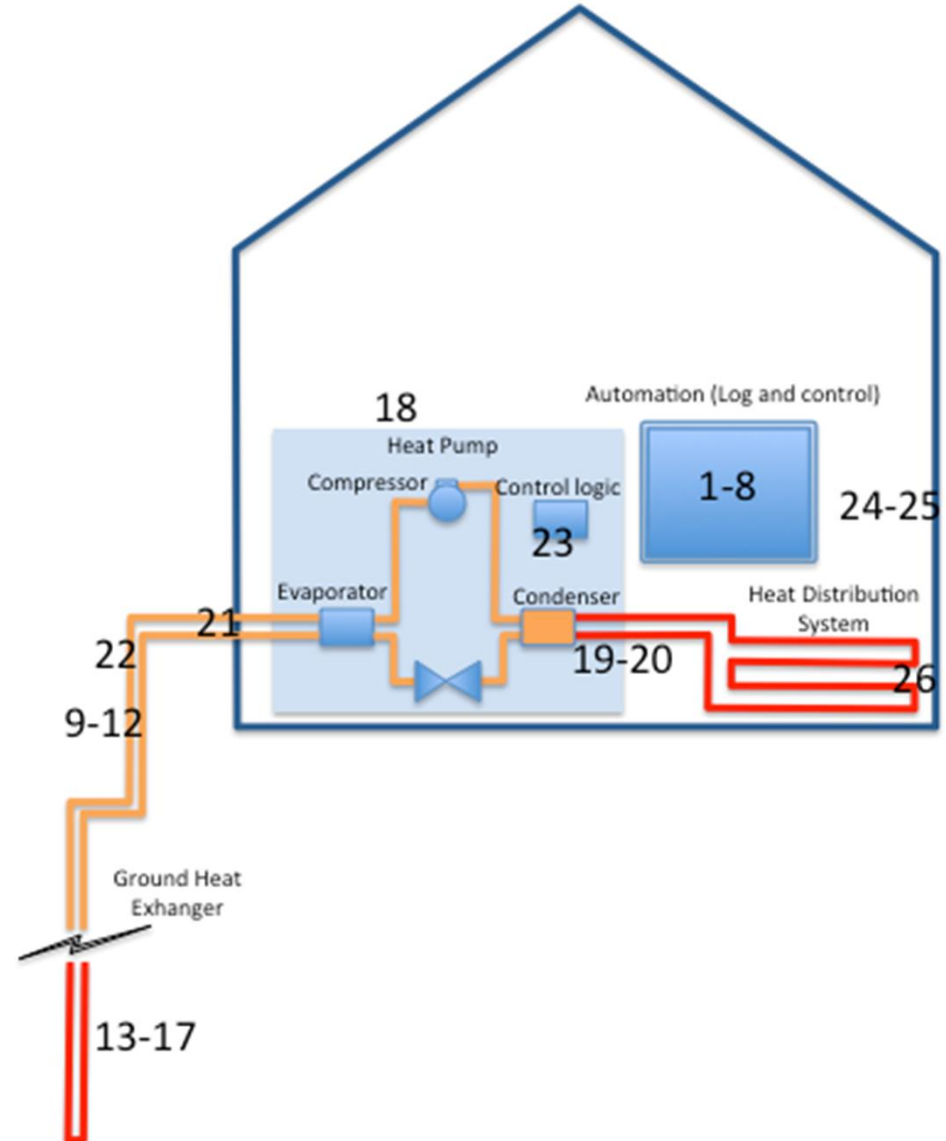 Automation (Log and control)
18
Heat Pump
Compressor
Control logic
1-8
24-25
23
Evaporator
Condenser
Heat Distribution
System
21
22
19-20
26
9-12
Ground Heat
Exhanger
13-17